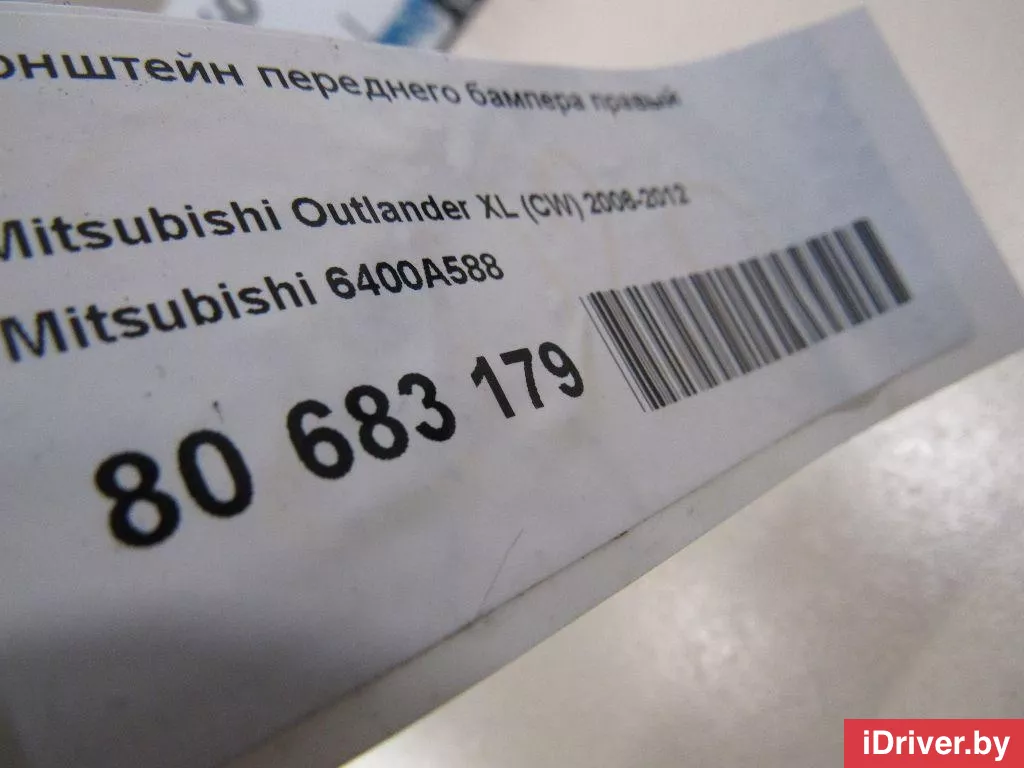 онштейн переднего бампера правый
Mitsubishi Outlander XL (CW) 2006-2012
Mitsubishi 6400A588
80 683 179
iDriver.by